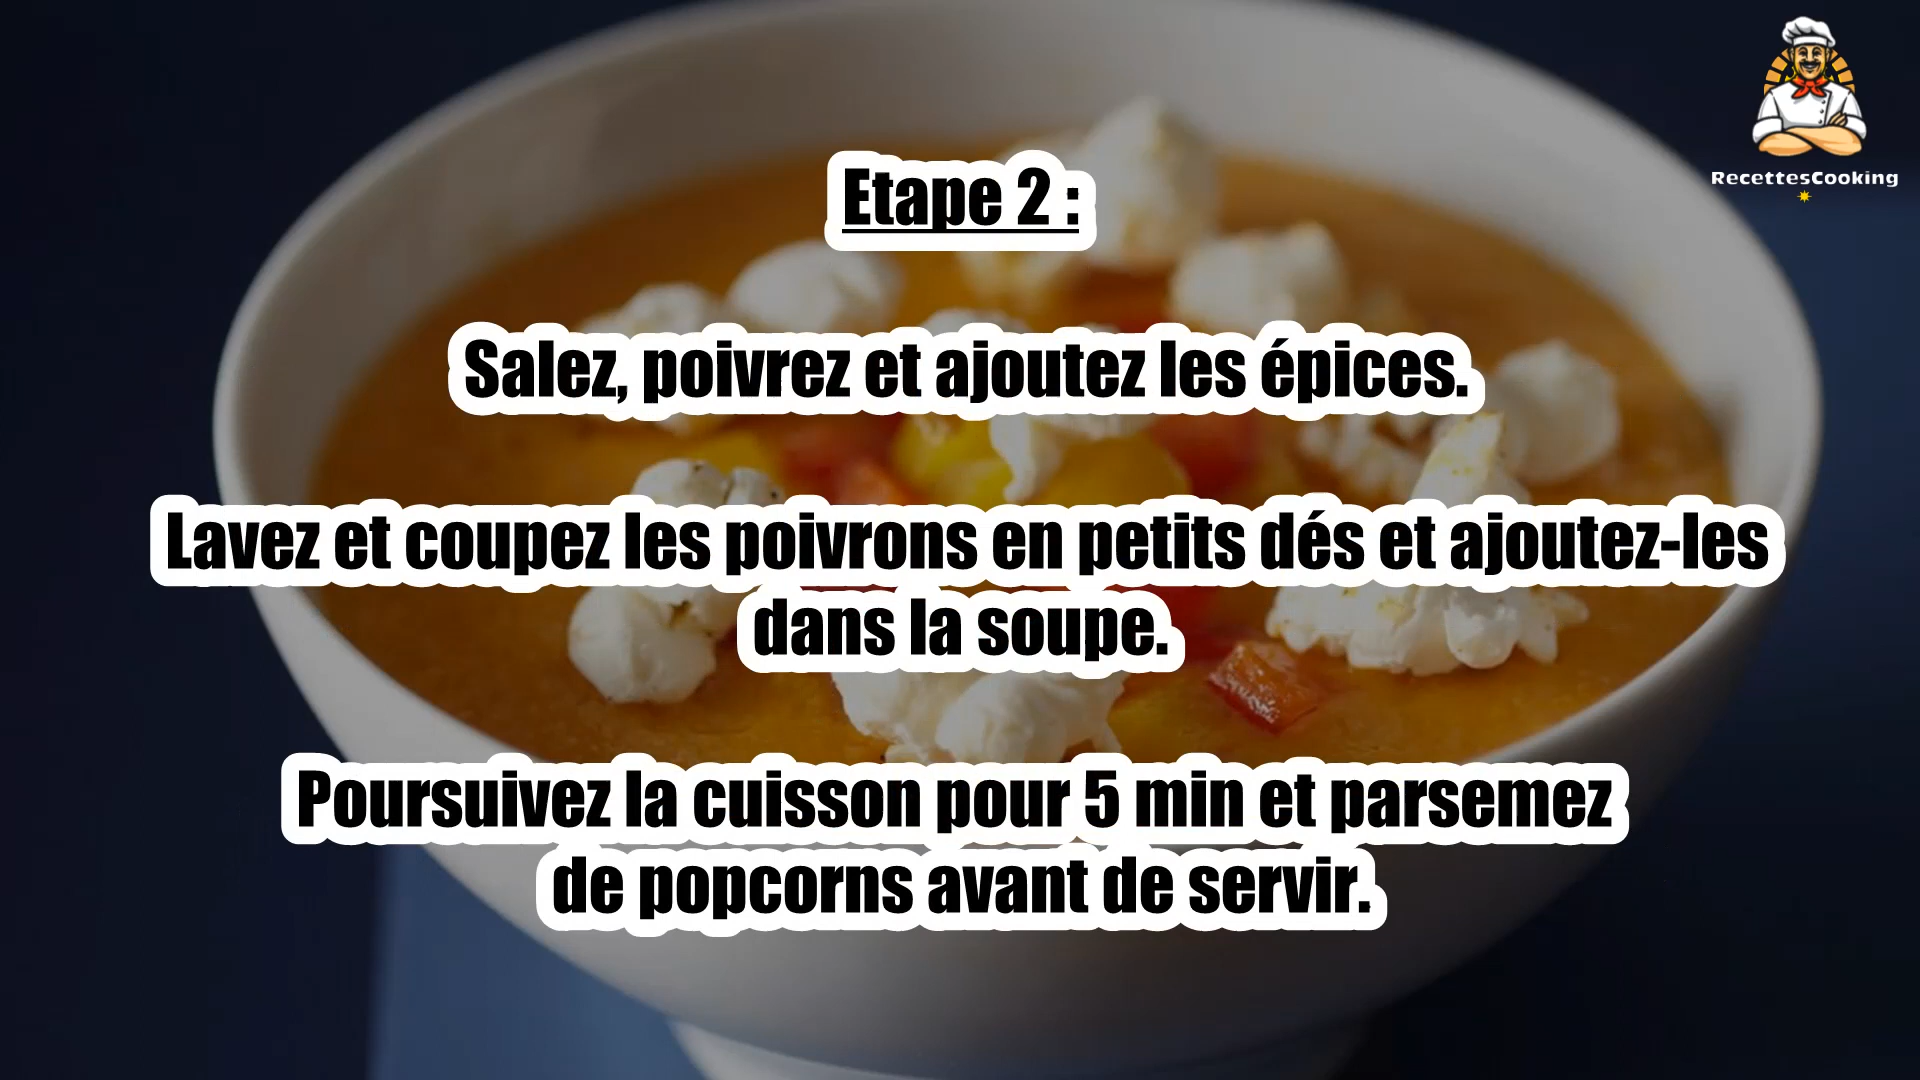 RecettesCooking
Etape 2 :
Salez, poivrez et ajoutez les épices.
Lavez et coupez les poivrons en petits dés et ajoutez-les
dans la soupe.
Poursuivez la cuisson pour 5 min et parsemez
de popcorns avant de servir.